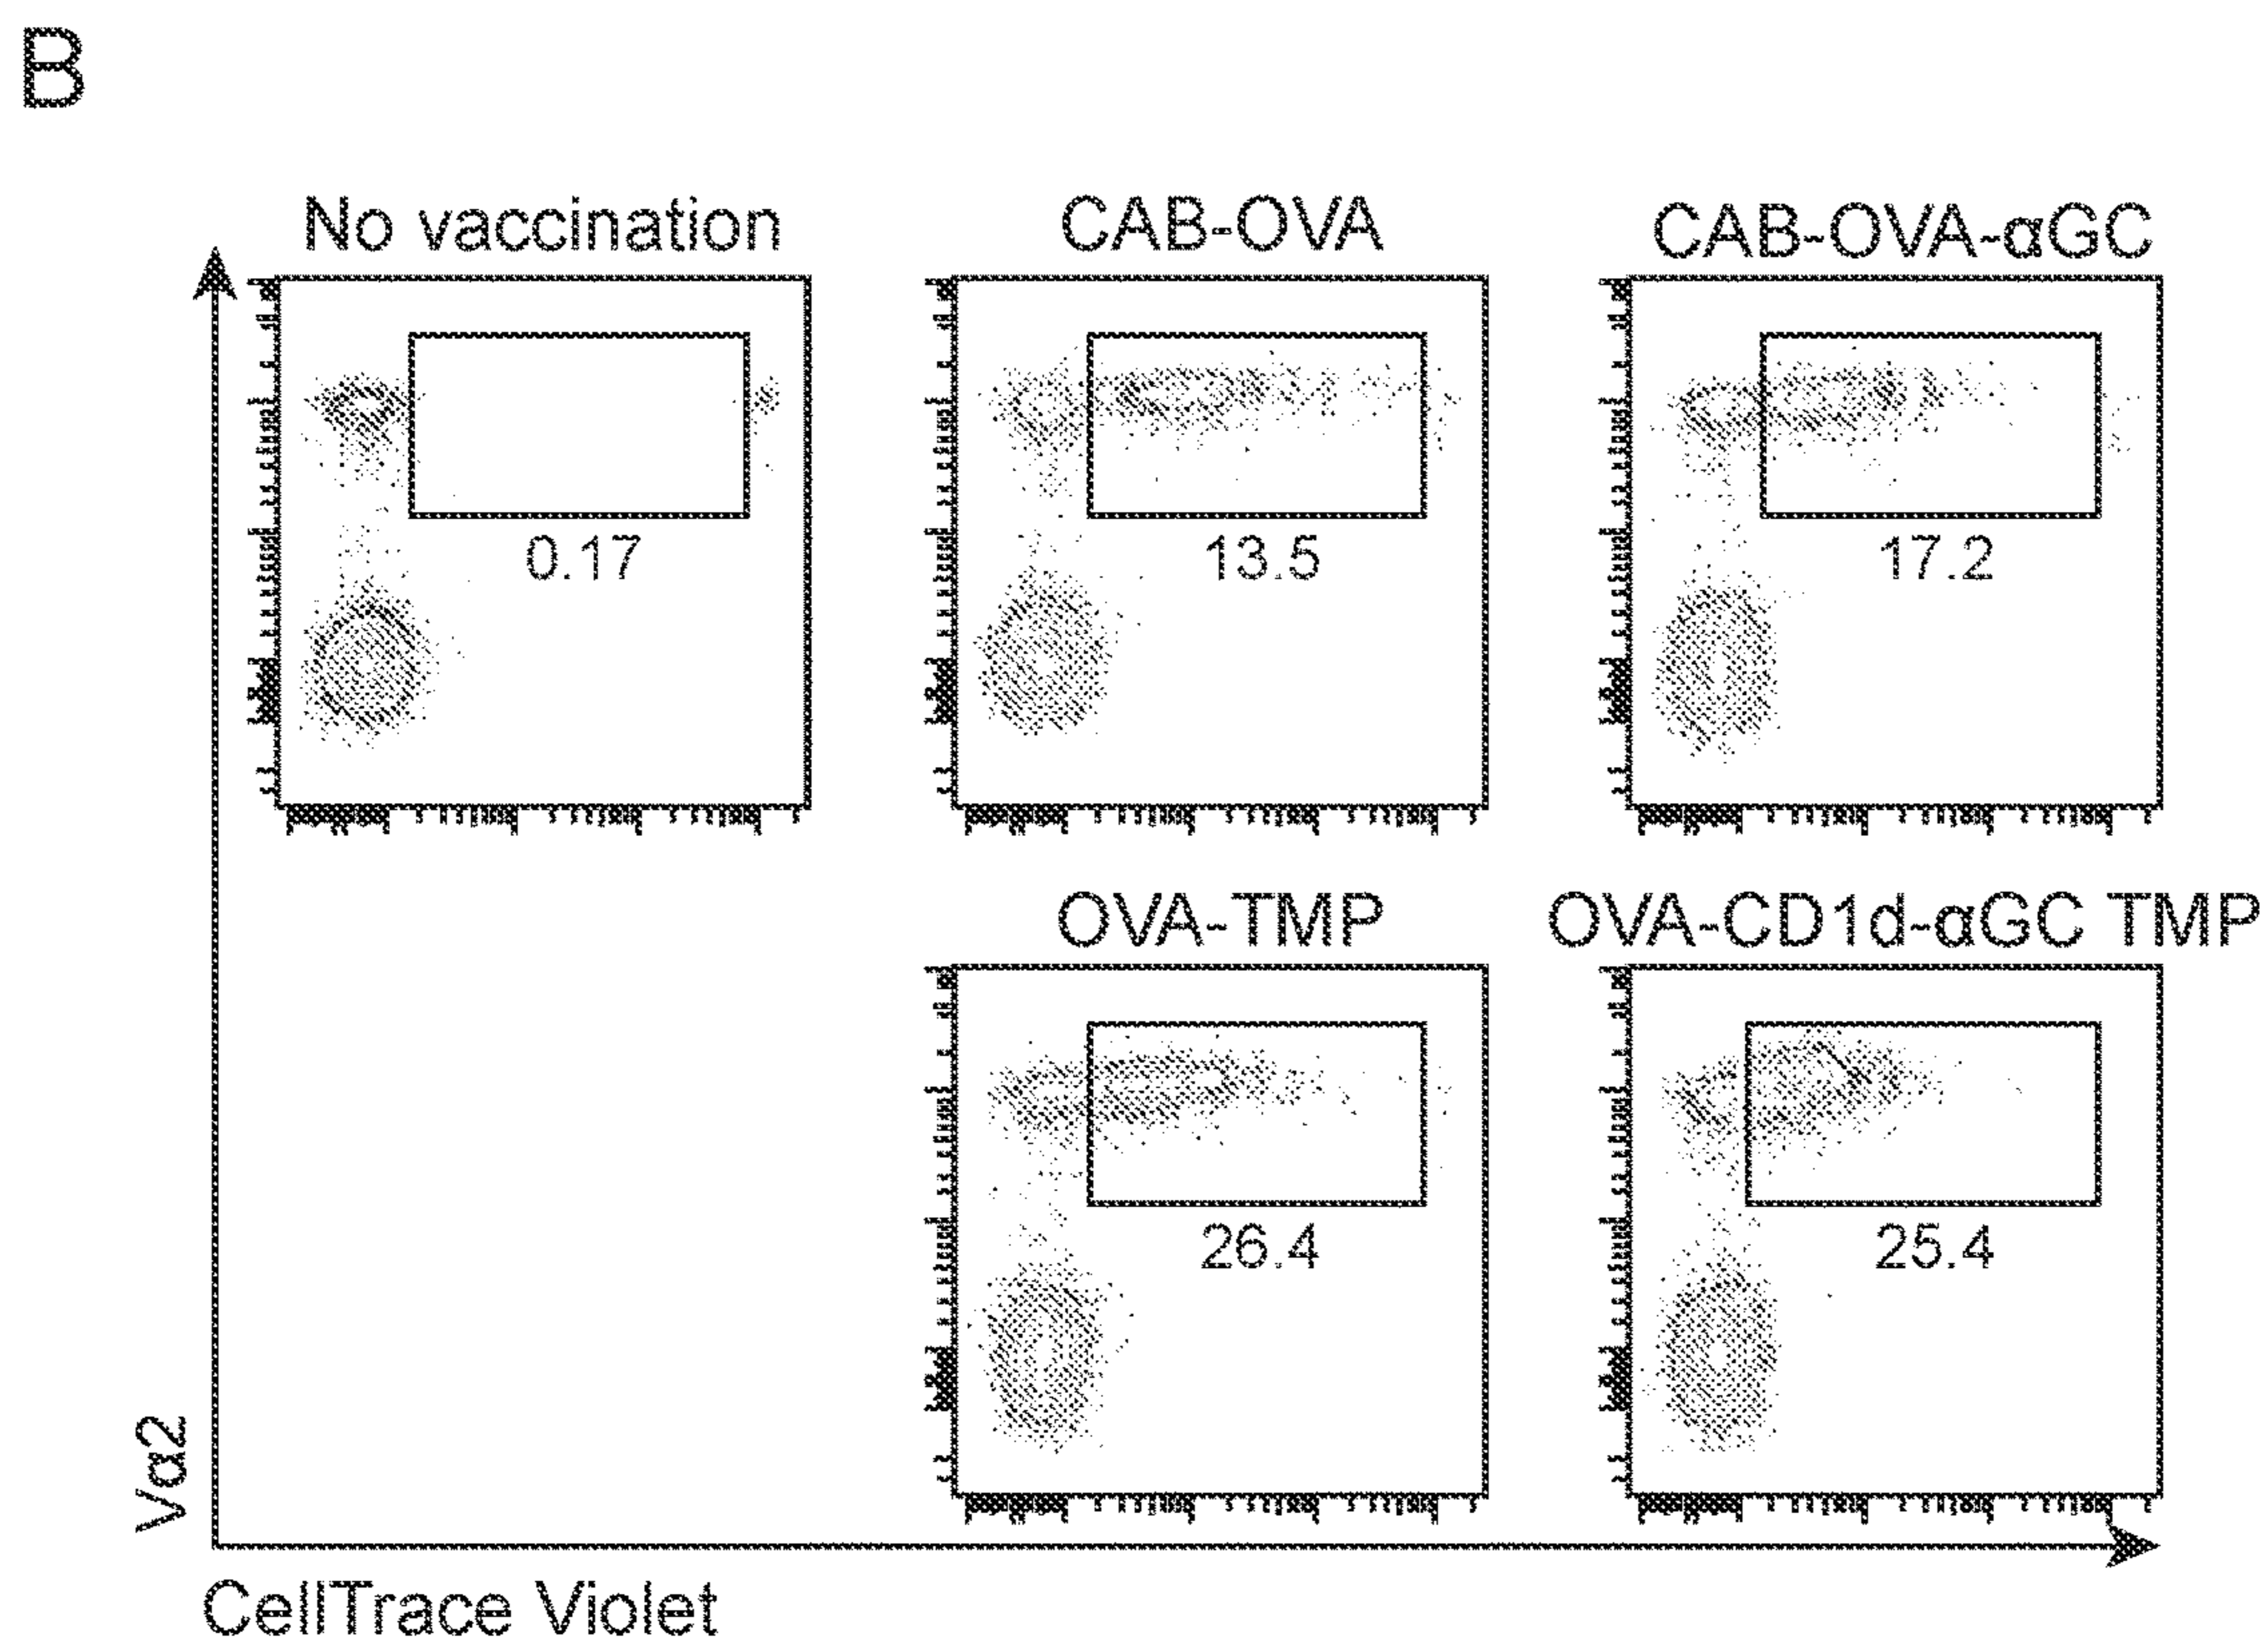 B
No vaccination
CAB-OVA
CAB-OVA-αGC
0.17
13.5
17.2
OVA-TMP
OVA-CD1d-αGC TMP
26.4
25.4
Vα2
CellTrace Violet